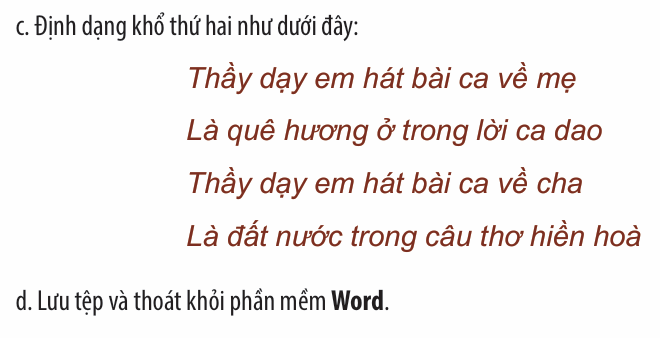 c. Định dạng khổ thứ hai như dưới đây:
Thầy dạy em hát bài ca về mẹ
Là quê hương ở trong lời ca dao
Thầy dạy em hát bài ca về cha
Là đất nước trong câu thơ hiền hoà
d. Lưu tệp và thoát khỏi phần mềm Word.